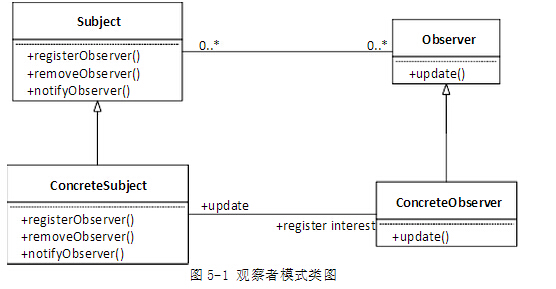 Subject
+registerObserver()
+removeObserver()
+notifyObserver()
0..*
0..*
Observer
+update()
ConcreteSubject
+registerObserver()
+removeObserver()
+notifyObserver()
+update
+register interest
ConcreteObserver
+update()
图 5-1 观察者模式类图